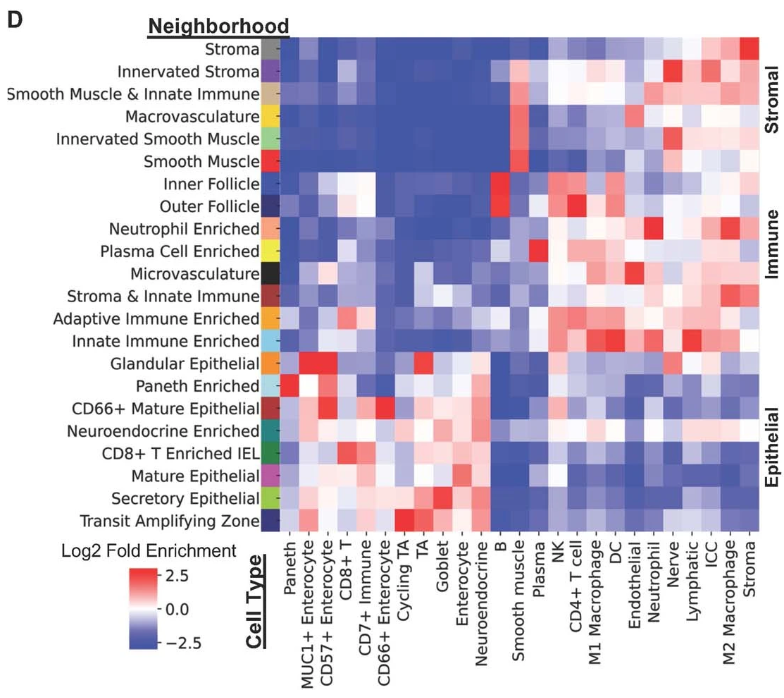 D
Neighborhood
Stroma
Innervated Stroma
Smooth Muscle & Innate Immune
Macrovasculature
Innervated Smooth Muscle
Smooth Muscle
Inner Follicle
Outer Follicle
Neutrophil Enriched
Plasma Cell Enriched
Microvasculature
Stroma & Innate Immune
Adaptive Immune Enriched
Innate Immune Enriched
Glandular Epithelial
Paneth Enriched
CD66+ Mature Epithelial
Neuroendocrine Enriched
CD8+ T Enriched IEL
Mature Epithelial
Secretory Epithelial
Transit Amplifying Zone
Stromal
Immune
Epithelial
Log2 Fold Enrichment
2.5
0.0
−2.5
Cell Type
Paneth
MUC1+ Enterocyte
CD57+ Enterocyte
CD8+ T
CD7+ Immune
CD66+ Enterocyte
Cycling TA
TA
Goblet
Enterocyte
Neuroendocrine
B
Smooth muscle
Plasma
NK
CD4+ T cell
M1 Macrophage
DC
Endothelial
Neutrophil
Nerve
Lymphatic
ICC
M2 Macrophage
Stroma